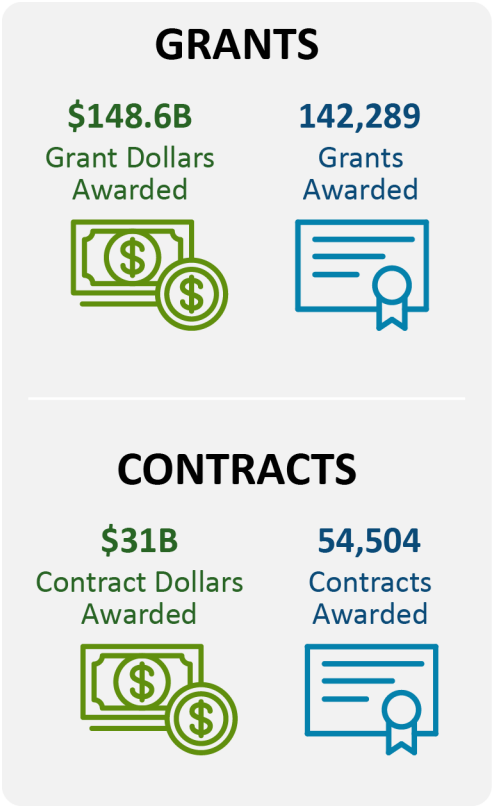 GRANTS
$148.6B
Grant Dollars
Awarded
142,289
Grants
Awarded
$
$
CONTRACTS
$31B
Contract Dollars
Awarded
54,504
Contracts
Awarded
$
$